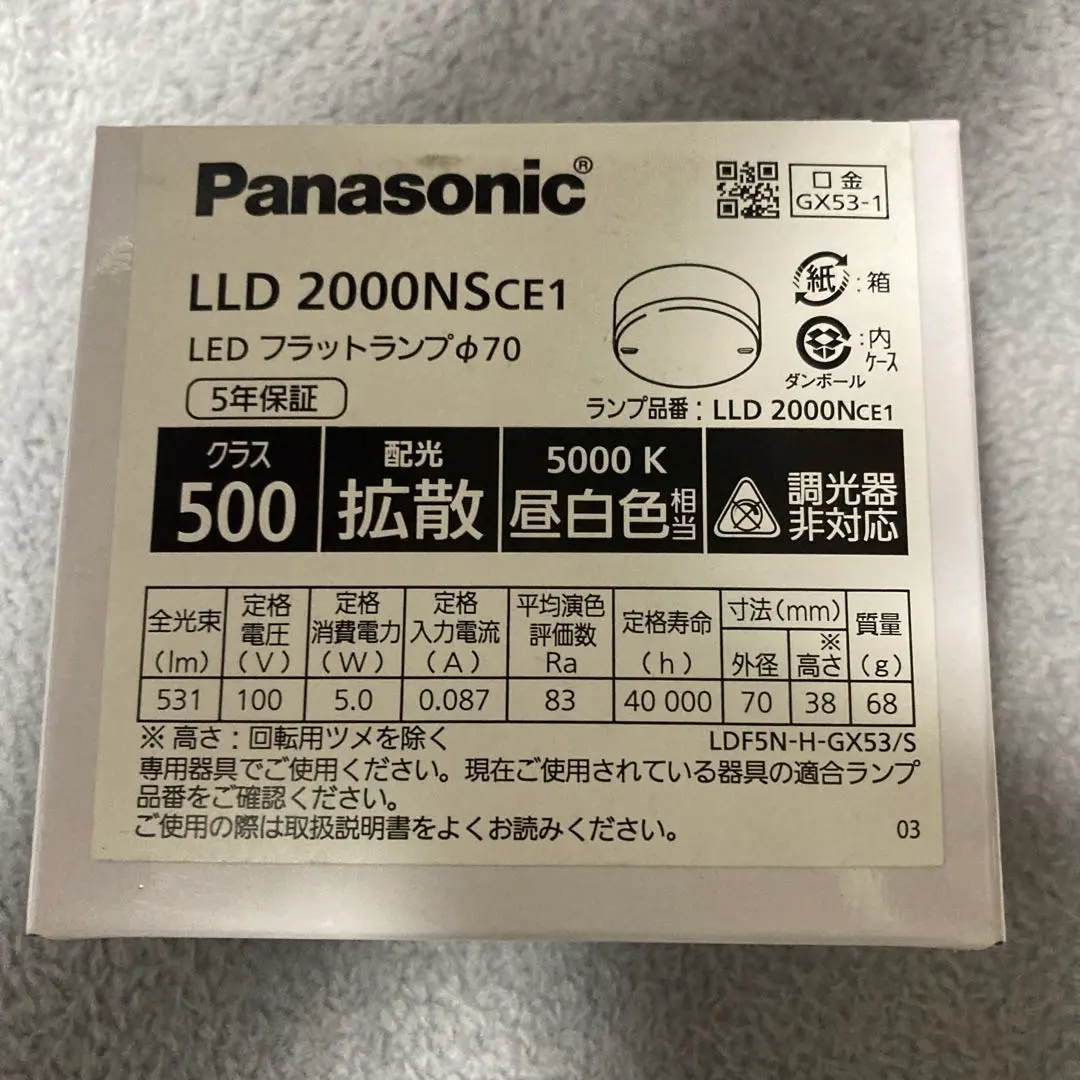 Panasonic®
口金
GX53-1
LLD 2000NSCE1
LED フラットランプφ70
5年保証
紙:箱
:内ケース
ダンボール
ランプ品番: LLD 2000NCE1
クラス
500
配光
拡散
5000 K
昼白色相当
調光器
非対応
全光束
(lm)
定格
電圧
(V)
定格
消費電力
(W)
定格
入力電流
(A)
平均演色
評価数
Ra
定格寿命
(h)
寸法(mm)
外径
※
高さ
質量
(g)
531 100 5.0 0.087 83 40 000 70 38 68
※ 高さ:回転用ツメを除く
LDF5N-H-GX53/S
専用器具でご使用ください。現在ご使用されている器具の適合ランプ
品番をご確認ください。
ご使用の際は取扱説明書をよくお読みください。
03